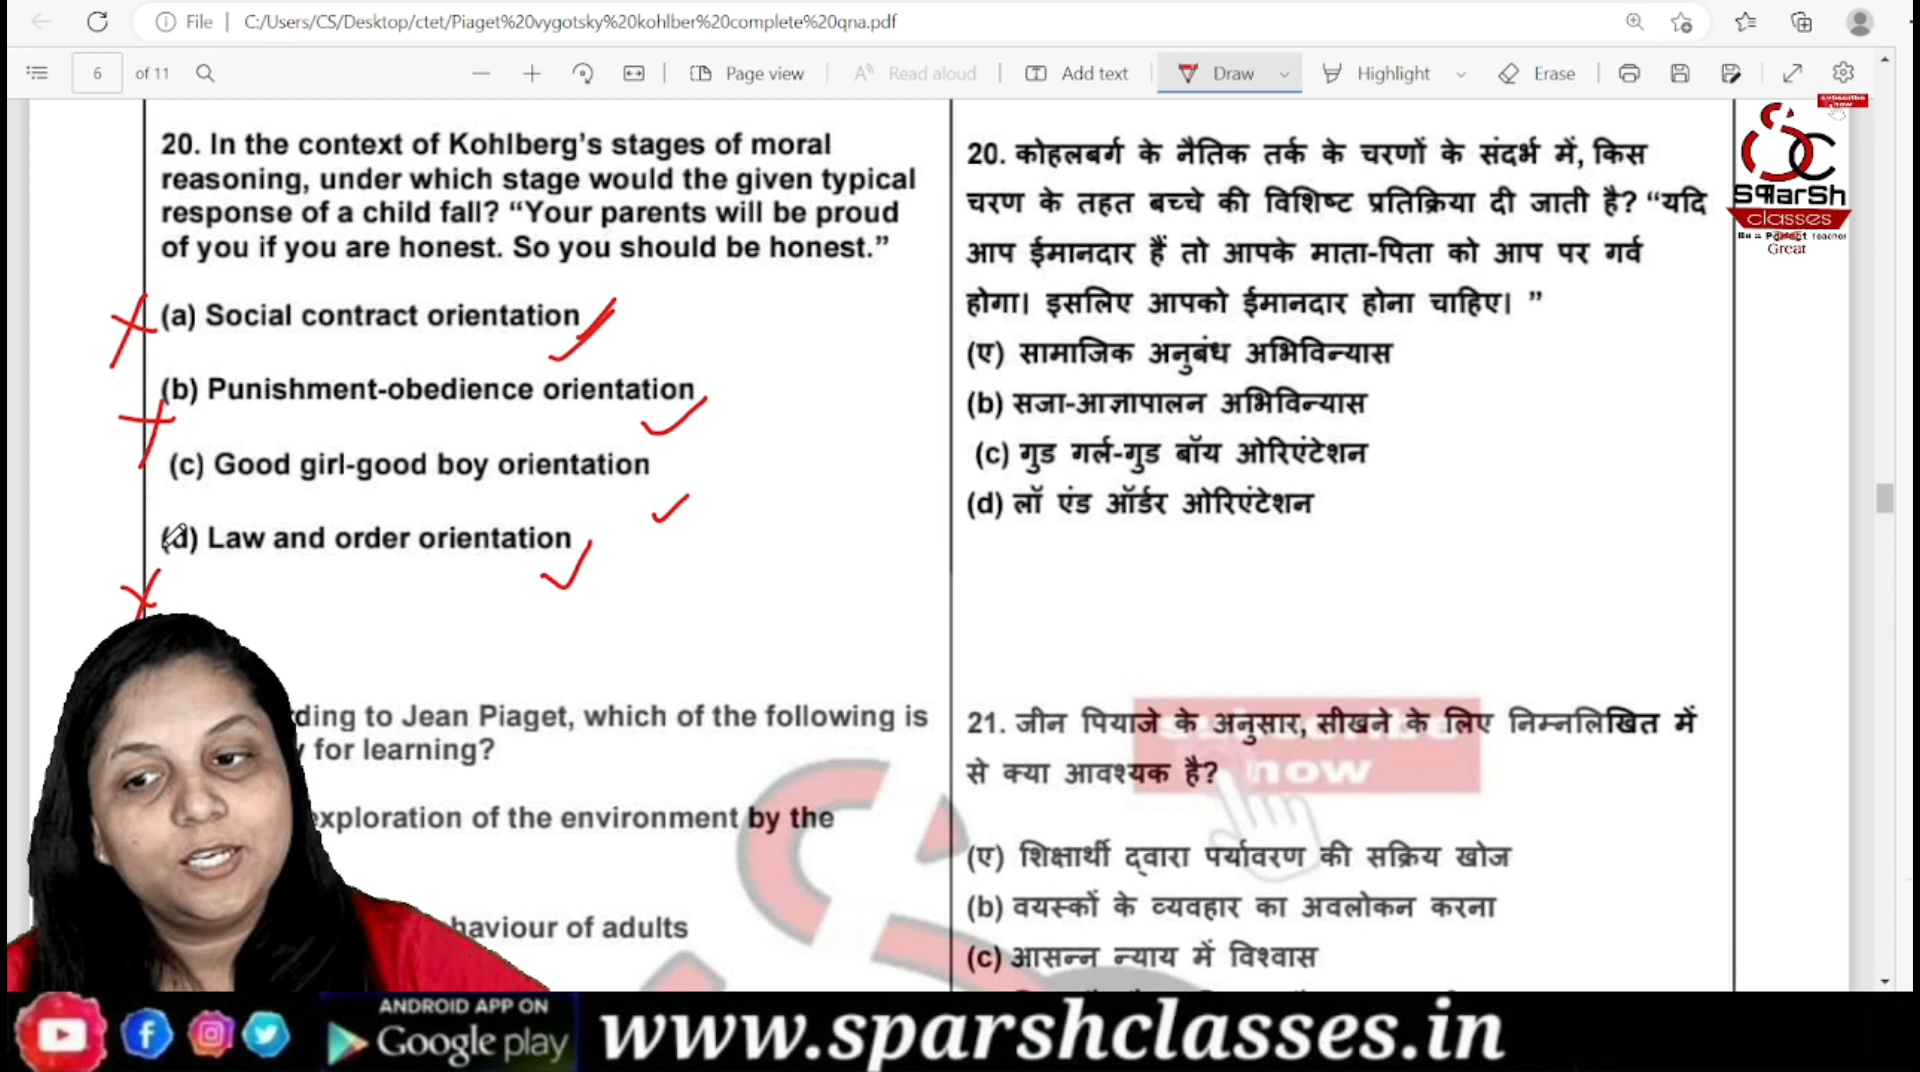 File | C:/Users/CS/Desktop/ctet/Piaget%20vygotsky%20kohlber%20complete%20qna.pdf
6 of 11 Page view Read aloud Add text Draw Highlight Erase
20. In the context of Kohlberg's stages of moral
reasoning, under which stage would the given typical
response of a child fall? “Your parents will be proud
of you if you are honest. So you should be honest.”
(a) Social contract orientation
(b) Punishment-obedience orientation
(c) Good girl-good boy orientation
(d) Law and order orientation
ding to Jean Piaget, which of the following is
for learning?
exploration of the environment by the
haviour of adults
20. कोहलबर्ग के नैतिक तर्क के चरणों के संदर्भ में, किस
चरण के तहत बच्चे की विशिष्ट प्रतिक्रिया दी जाती है? “यदि
आप ईमानदार हैं तो आपके माता-पिता को आप पर गर्व
होगा। इसलिए आपको ईमानदार होना चाहिए। ”
(ए) सामाजिक अनुबंध अभिविन्यास
(b) सजा-आज्ञापालन अभिविन्यास
(c) गुड गर्ल-गुड बॉय ओरिएंटेशन
(d) लॉ एंड ऑर्डर ओरिएंटेशन
21. जीन पियाजे के अनुसार, सीखने के लिए निम्नलिखित में
से क्या आवश्यक है?
(ए) शिक्षार्थी द्वारा पर्यावरण की सक्रिय खोज
(b) वयस्कों के व्यवहार का अवलोकन करना
(c) आसन्न न्याय में विश्वास
subscribe
now
SParSh
classes
Be a Perfect Teacher
Great
ANDROID APP ON
Google play
www.sparshclasses.in